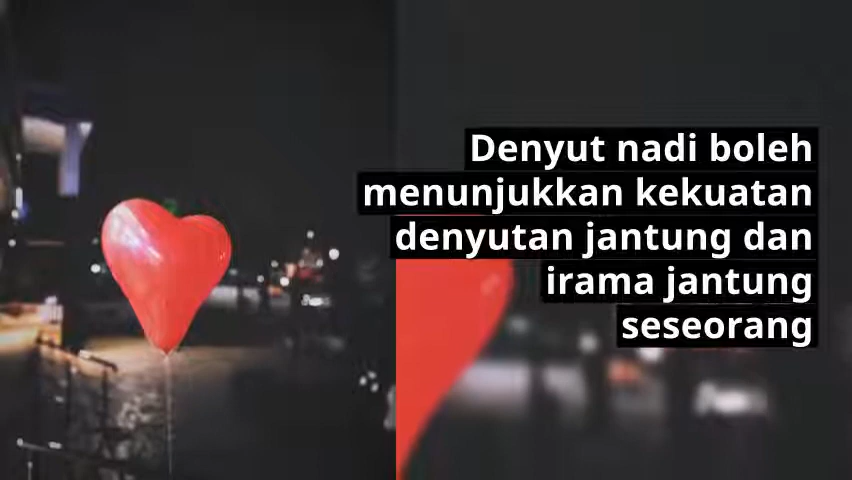 Denyut nadi boleh
menunjukkan kekuatan
denyutan jantung dan
irama jantung
seseorang